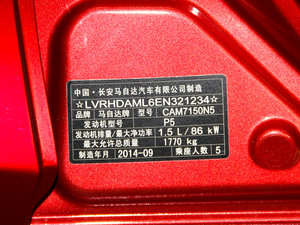 中国·长安马自达汽车有限公司制造
☆LVRHDAML6EN321234☆
品牌 马自达牌 型号 CAM7150N5
发动机型号 P5
发动机排量/最大净功率 1.5 L/86 kW
最大允许总质量 1770 kg
制造年月 2014-09 乘座人数 5